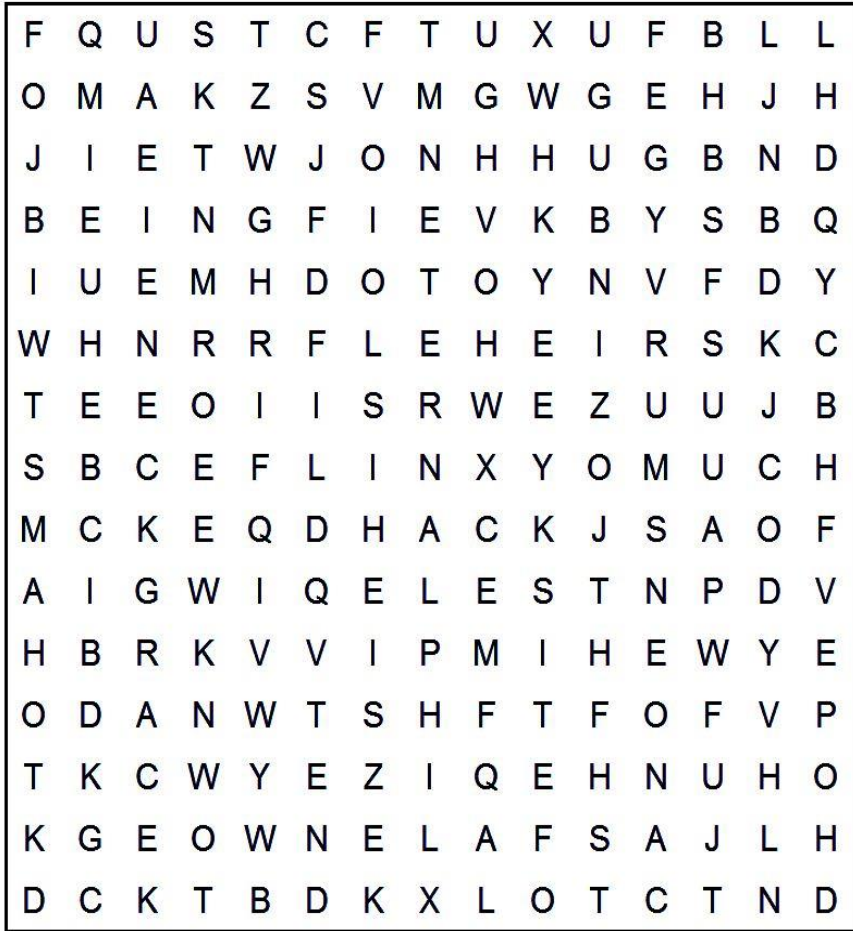 F Q U S T C F T U X U F B L L
O M A K Z S V M G W G E H J H
J I E T W J O N H H U G B N D
B E I N G F I E V K B Y S B Q
I U E M H D O T O Y N V F D Y
W H N R R F L E H E I R S K C
T E E O I I S R W E Z U U J B
S B C E F L I N X Y O M U C H
M C K E Q D H A C K J S A O F
A I G W I Q E L E S T N P D V
H B R K V V I P M I H E W Y E
O D A N W T S H F T F O F V P
T K C W Y E Z I Q E H N U H O
K G E O W N E L A F S A J L H
D C K T B D K X L O T C T N D